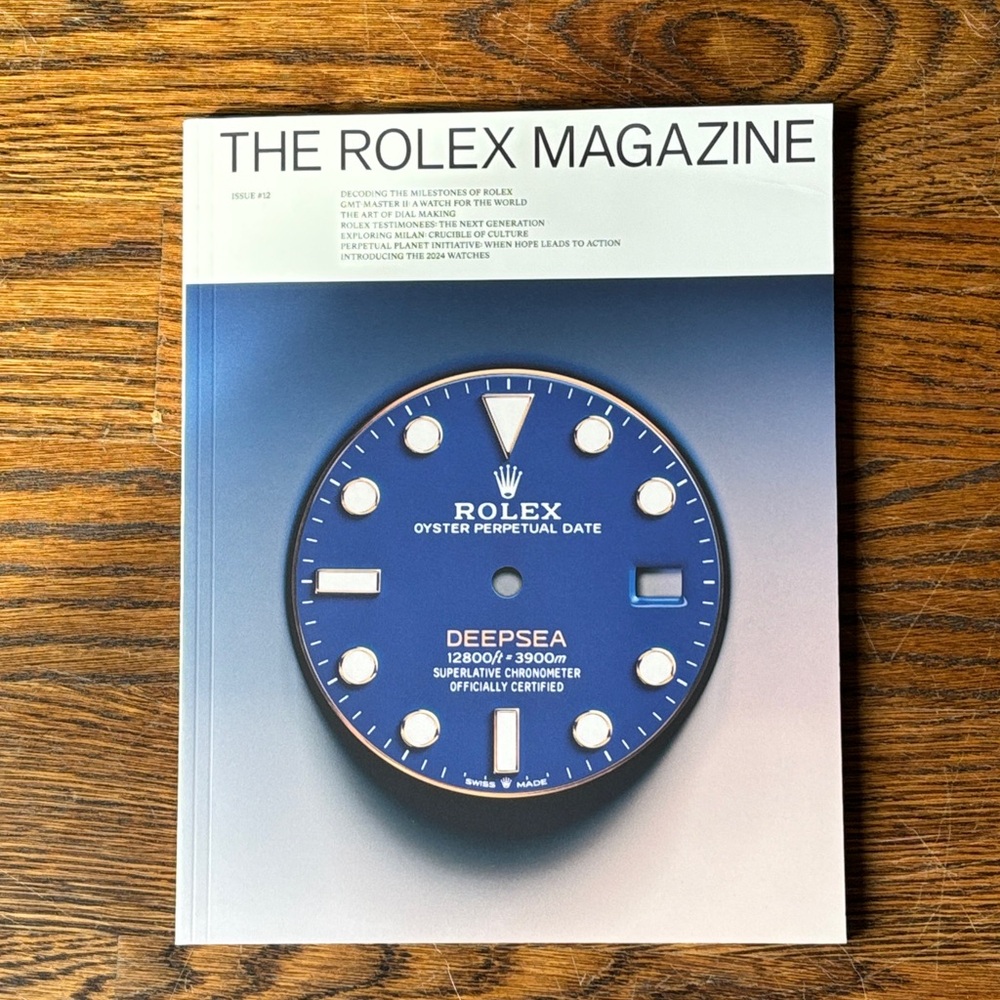 THE ROLEX MAGAZINE
ISSUE #12
DECODING THE MILESTONES OF ROLEX
GMT-MASTER II: A WATCH FOR THE WORLD
THE ART OF DIAL MAKING
ROLEX TESTIMONEES: THE NEXT GENERATION
EXPLORING MILAN: CRUCIBLE OF CULTURE
PERPETUAL PLANET INITIATIVE: WHEN HOPE LEADS TO ACTION
INTRODUCING THE 2024 WATCHES
ROLEX
OYSTER PERPETUAL DATE
DEEPSEA
12800ft = 3900m
SUPERLATIVE CHRONOMETER
OFFICIALLY CERTIFIED
SWISS MADE